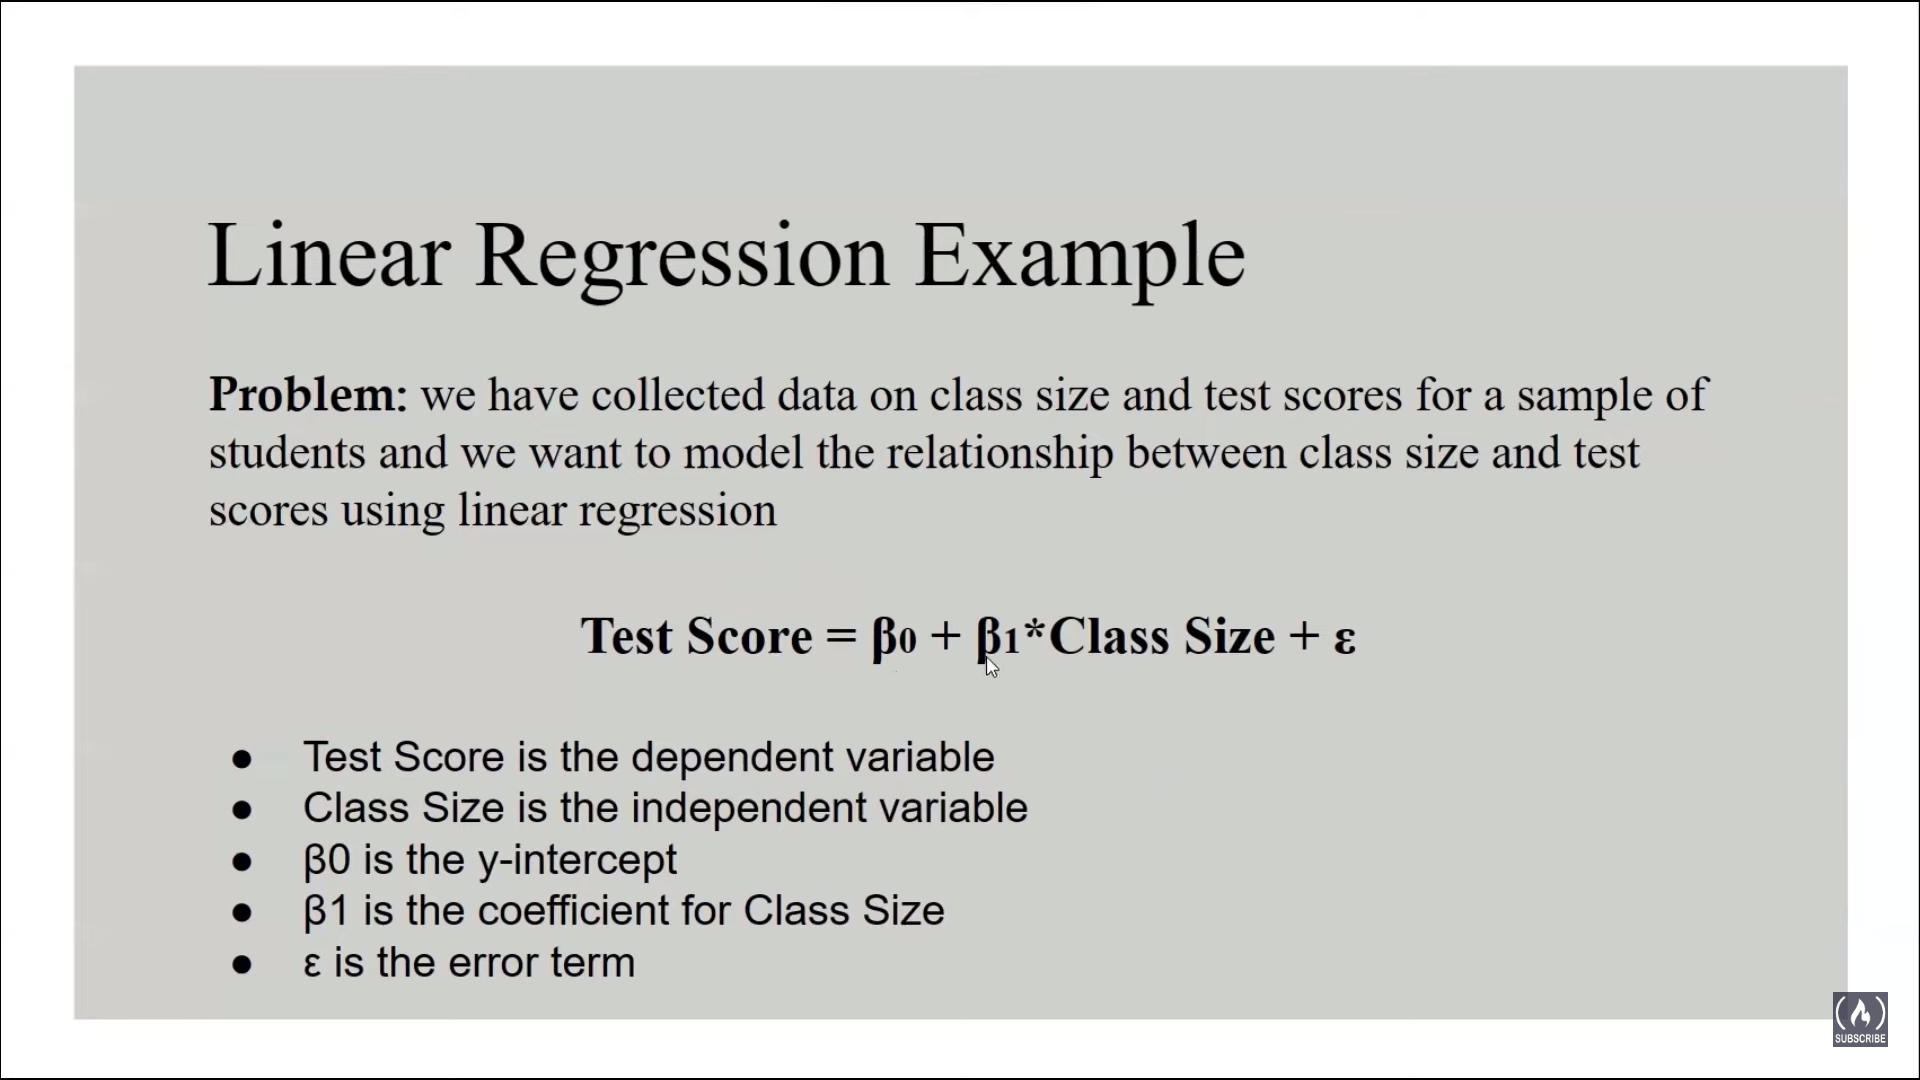 Linear Regression Example
Problem: we have collected data on class size and test scores for a sample of
students and we want to model the relationship between class size and test
scores using linear regression
Test Score = β0 + β1*Class Size + ε
● Test Score is the dependent variable
● Class Size is the independent variable
● β0 is the y-intercept
● β1 is the coefficient for Class Size
● ε is the error term
SUBSCRIBE